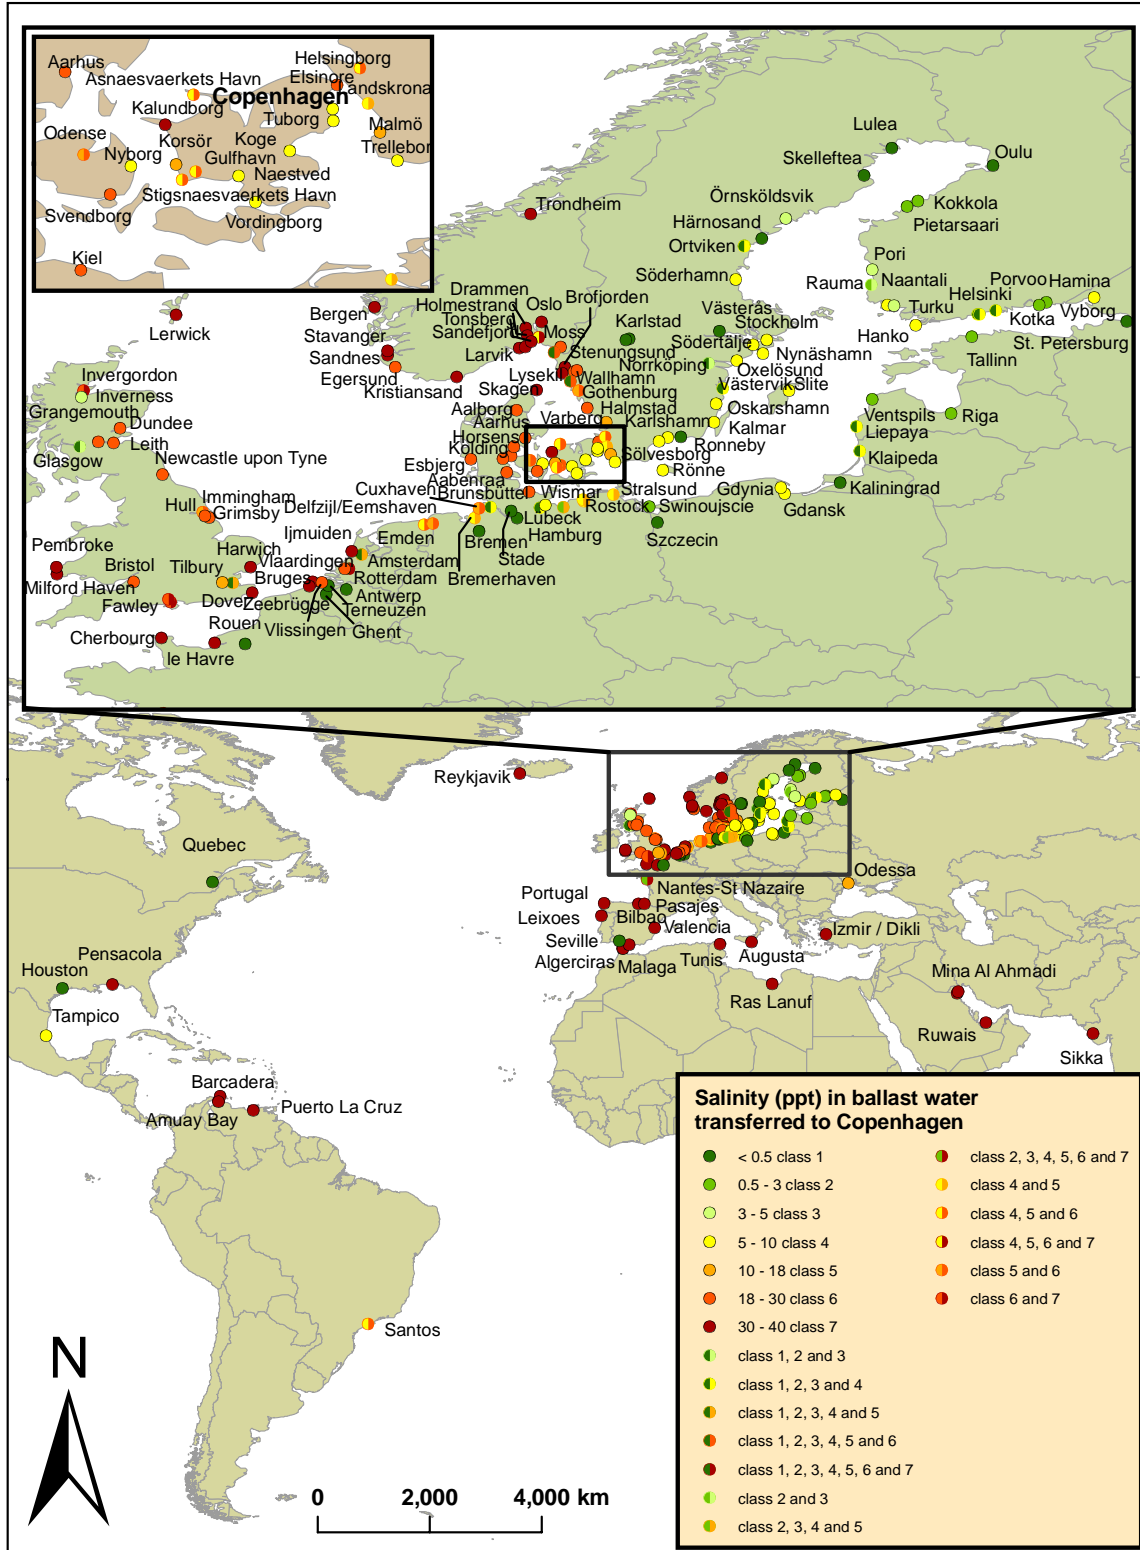 Aarhus
Helsingborg
Asnaesvaerkets Havn
Elsinore
andskrona
Copenhagen
Kalundborg
Tuborg
Malmö
Odense
Korsör
Koge
Trellebor
Nyborg
Gulfhavn
Naestved
Stigsnaesvaerkets Havn
Svendborg
Vordingborg
Kiel
Lulea
Oulu
Skelleftea
Örnsköldsvik
Kokkola
Trondheim
Pietarsaari
Härnosand
Ortviken
Pori
Söderhamn
Rauma
Naantali
Porvoo
Hamina
Drammen
Brofjorden
Helsinki
Holmestrand
Oslo
Västerås
Turku
Kotka
Vyborg
Bergen
Tonsberg
Karlstad
Stockholm
Lerwick
Stavanger
Sandefjord
Moss
Södertälje
Hanko
St. Petersburg
Sandnes
Larvik
Stenungsund
Nynäshamn
Tallinn
Norrköping
Oxelösund
Egersund
Lysekil
Wallhamn
Västervik
Slite
Invergordon
Kristiansand
Skagen
Gothenburg
Inverness
Oskarshamn
Ventspils
Riga
Grangemouth
Aalborg
Varberg
Halmstad
Dundee
Aarhus
Karlshamn
Kalmar
Liepaya
Leith
Horsens
Ronneby
Glasgow
Kolding
Sölvesborg
Klaipeda
Newcastle upon Tyne
Esbjerg
Rönne
Aabenraa
Cuxhaven
Brunsbüttel
Wismar
Stralsund
Gdynia
Kaliningrad
Immingham
Hull
Grimsby
Delfzijl/Eemshaven
Rostock
Swinoujscie
Gdansk
Lübeck
Ijmuiden
Emden
Hamburg
Szczecin
Pembroke
Harwich
Bremen
Stade
Bristol
Tilbury
Vlaardingen
Amsterdam
Bremerhaven
Milford Haven
Bruges
Rotterdam
Fawley
Dover
Zeebrügge
Antwerp
Terneuzen
Rouen
Vlissingen
Ghent
Cherbourg
le Havre
Reykjavik
Quebec
Odessa
Nantes-St Nazaire
Portugal
Pasajes
Leixoes
Bilbao
Valencia
Izmir / Dikli
Pensacola
Seville
Augusta
Houston
Algerciras
Malaga
Tunis
Mina Al Ahmadi
Ras Lanuf
Tampico
Ruwais
Sikka
Barcadera
Amuay Bay
Puerto La Cruz
Santos
N
0
2,000
4,000 km
Salinity (ppt) in ballast water
transferred to Copenhagen
< 0.5 class 1
0.5 - 3 class 2
3 - 5 class 3
5 - 10 class 4
10 - 18 class 5
18 - 30 class 6
30 - 40 class 7
class 1, 2 and 3
class 1, 2, 3 and 4
class 1, 2, 3, 4 and 5
class 1, 2, 3, 4, 5 and 6
class 1, 2, 3, 4, 5, 6 and 7
class 2 and 3
class 2, 3, 4 and 5
class 2, 3, 4, 5, 6 and 7
class 4 and 5
class 4, 5 and 6
class 4, 5, 6 and 7
class 5 and 6
class 6 and 7